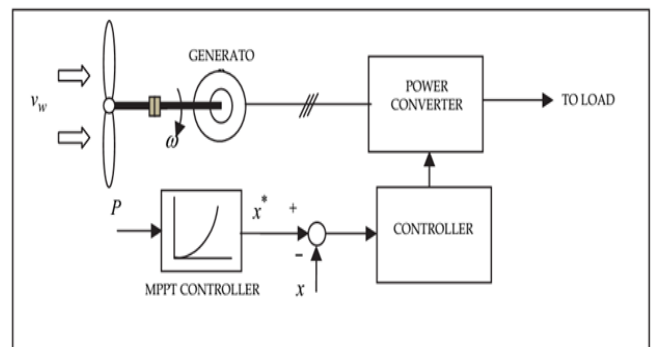 GENERATO
POWER
CONVERTER
TO LOAD
v_w
ω
P
x*
+
-
x
CONTROLLER
MPPT CONTROLLER